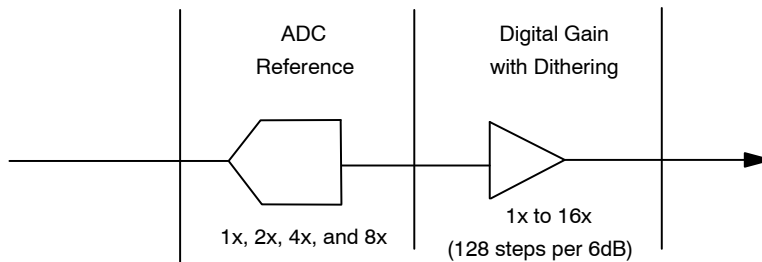 ADC
Reference
Digital Gain
with Dithering
1x, 2x, 4x, and 8x
1x to 16x
(128 steps per 6dB)